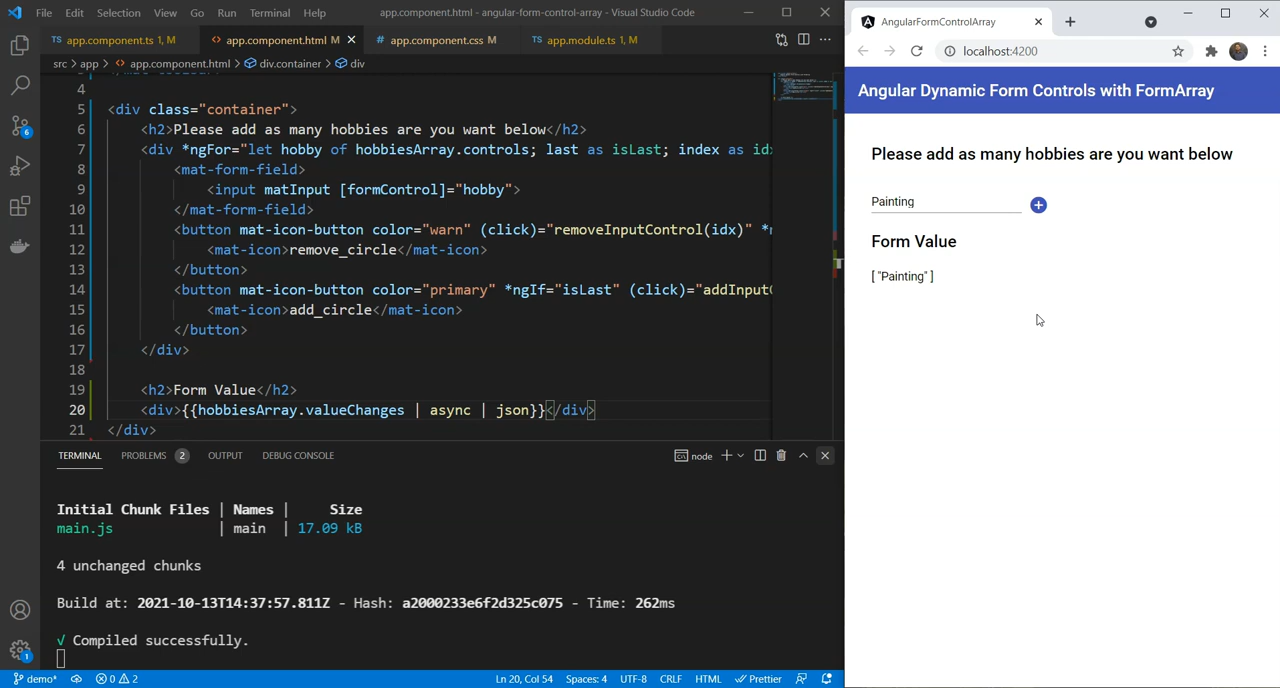 File Edit Selection View Go Run Terminal Help app.component.html - angular-form-control-array - Visual Studio Code
TS app.component.ts 1, M
<> app.component.html M
# app.component.css M
TS app.module.ts 1, M
src > app > <> app.component.html > div.container > div
4
5 <div class="container">
6 <h2>Please add as many hobbies are you want below</h2>
7 <div *ngFor="let hobby of hobbiesArray.controls; last as isLast; index as idx
8 <mat-form-field>
9 <input matInput [formControl]="hobby">
10 </mat-form-field>
11 <button mat-icon-button color="warn" (click)="removeInputControl(idx)" *n
12 <mat-icon>remove_circle</mat-icon>
13 </button>
14 <button mat-icon-button color="primary" *ngIf="isLast" (click)="addInputC
15 <mat-icon>add_circle</mat-icon>
16 </button>
17 </div>
18
19 <h2>Form Value</h2>
20 <div>{{hobbiesArray.valueChanges | async | json}}</div>
21 </div>
TERMINAL PROBLEMS 2 OUTPUT DEBUG CONSOLE
node
Initial Chunk Files | Names | Size
main.js | main | 17.09 kB
4 unchanged chunks
Build at: 2021-10-13T14:37:57.811Z - Hash: a2000233e6f2d325c075 - Time: 262ms
√ Compiled successfully.
6
1
demo* 0 2 Ln 20, Col 54 Spaces: 4 UTF-8 CRLF HTML Prettier
AngularFormControlArray
localhost:4200
Angular Dynamic Form Controls with FormArray
Please add as many hobbies are you want below
Painting
Form Value
[ "Painting" ]